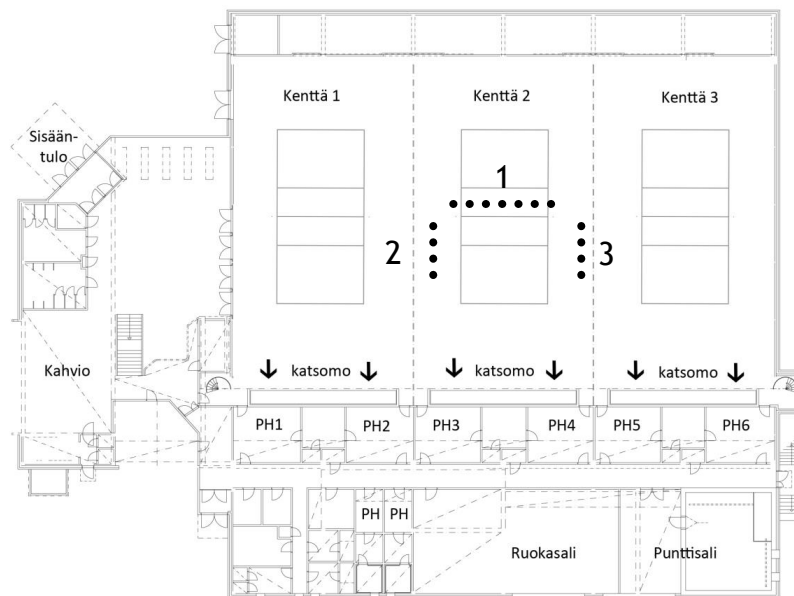 Kenttä 1
Kenttä 2
Kenttä 3
Sisään-
tulo
1
2
3
Kahvio
katsomo
katsomo
katsomo
PH1
PH2
PH3
PH4
PH5
PH6
PH
PH
Ruokasali
Punttisali